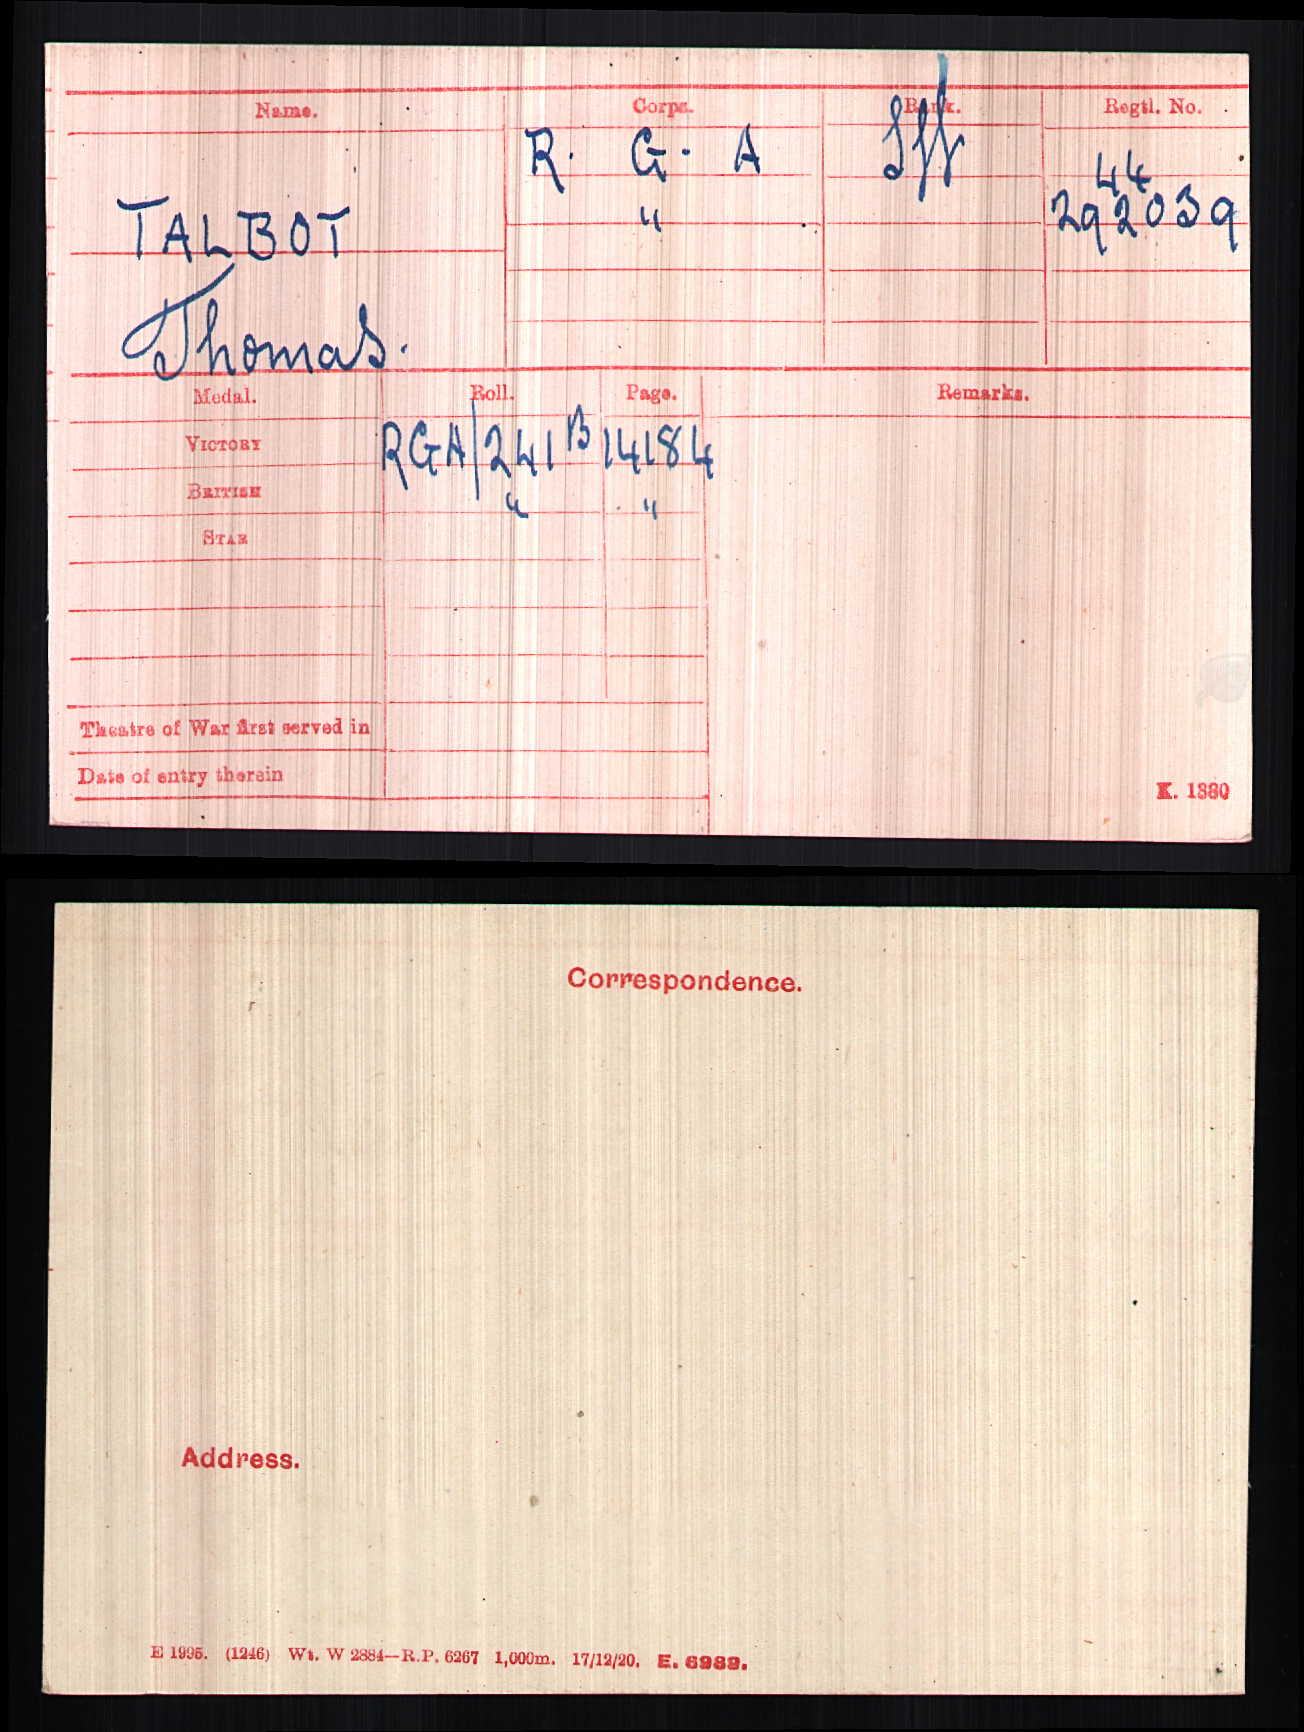 Name. Corps. Rank. Regtl. No.
R. G. A 44
TALBOT " 292039
Thomas.
Medal. Roll. Page. Remarks.
VICTORY RGA/241B 14184
BRITISH " "
STAR
Theatre of War first served in
Date of entry therein
K. 1380
Correspondence.
Address.
E 1995. (1246) Wt. W 2884—R.P. 6267 1,000m. 17/12/20. E. 6989.